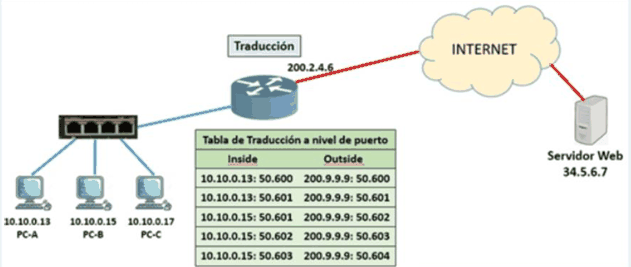 Traducción
200.2.4.6
INTERNET
Servidor Web
34.5.6.7
10.10.0.13
PC-A
10.10.0.15
PC-B
10.10.0.17
PC-C
Tabla de Traducción a nivel de puerto
Inside Outside
10.10.0.13: 50.600 200.9.9.9: 50.600
10.10.0.13: 50.601 200.9.9.9: 50.601
10.10.0.15: 50.601 200.9.9.9: 50.602
10.10.0.15: 50.602 200.9.9.9: 50.603
10.10.0.15: 50.603 200.9.9.9: 50.604